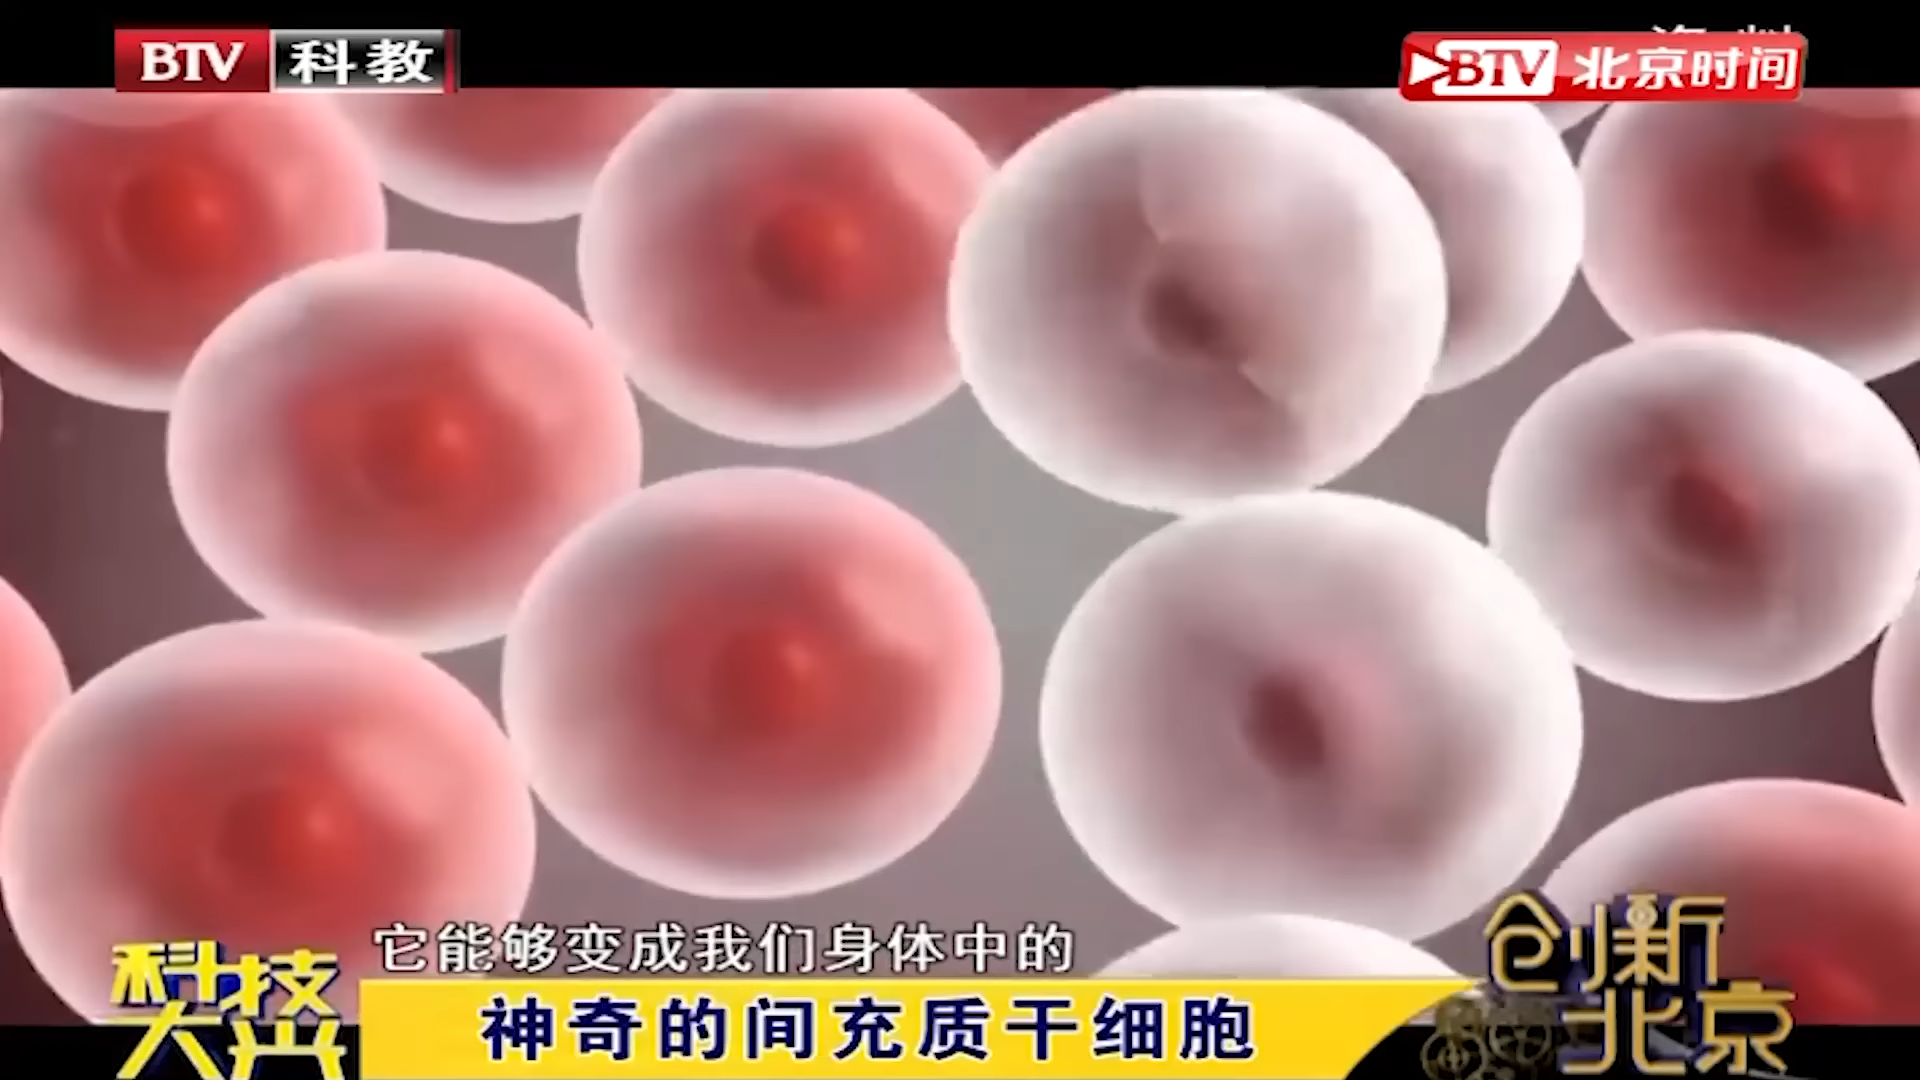 BTV 科教
BTV 北京时间
它能够变成我们身体中的
神奇的间充质干细胞
科技
大兴
创新
北京